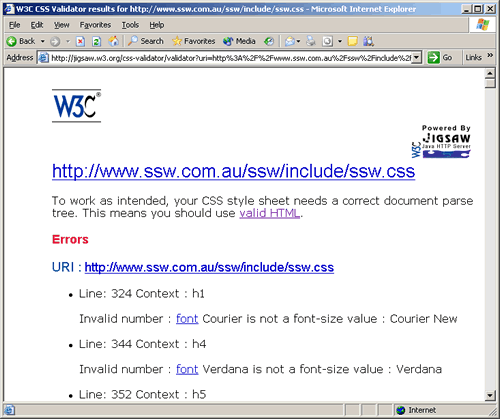 W3C CSS Validator results for http://www.ssw.com.au/ssw/include/ssw.css - Microsoft Internet Explorer
File Edit View Favorites Tools Help
Back Search Favorites Media
Address http://jigsaw.w3.org/css-validator/validator?uri=http%3A%2F%2Fwww.ssw.com.au%2Fssw%2Finclude% Go Links »
W3C®
Powered By
JIGSAW
Java HTTP Server
W3C
http://www.ssw.com.au/ssw/include/ssw.css
To work as intended, your CSS style sheet needs a correct document parse
tree. This means you should use valid HTML.
Errors
URI : http://www.ssw.com.au/ssw/include/ssw.css
• Line: 324 Context : h1
Invalid number : font Courier is not a font-size value : Courier New
• Line: 344 Context : h4
Invalid number : font Verdana is not a font-size value : Verdana
• Line: 352 Context : h5
Internet